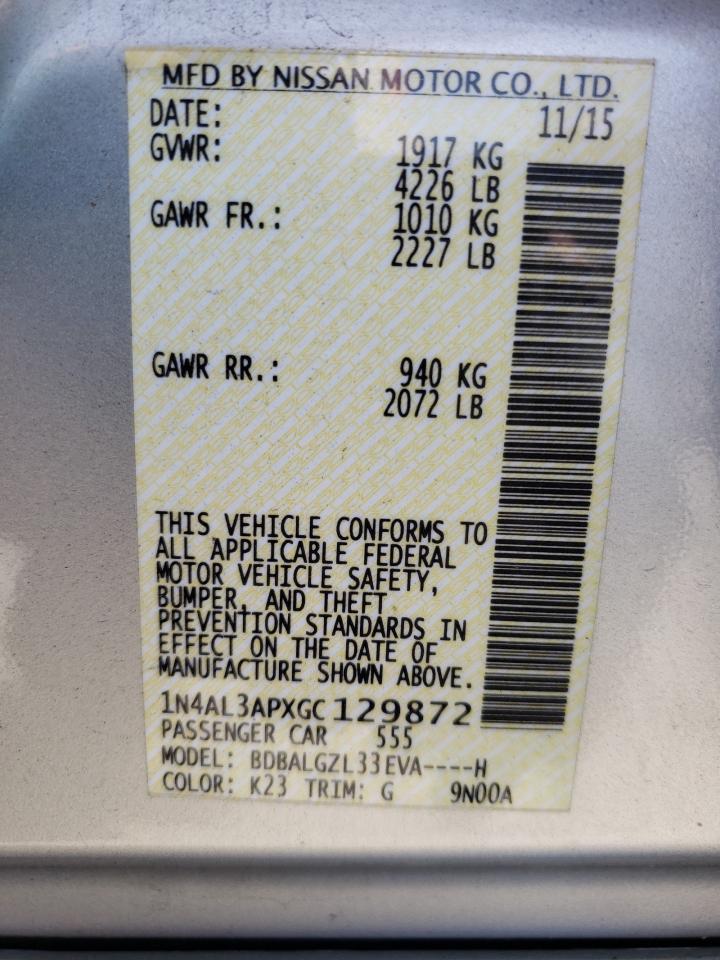 MFD BY NISSAN MOTOR CO., LTD.
DATE: 11/15
GVWR: 1917 KG
4226 LB
GAWR FR.: 1010 KG
2227 LB
GAWR RR.: 940 KG
2072 LB
THIS VEHICLE CONFORMS TO
ALL APPLICABLE FEDERAL
MOTOR VEHICLE SAFETY,
BUMPER, AND THEFT
PREVENTION STANDARDS IN
EFFECT ON THE DATE OF
MANUFACTURE SHOWN ABOVE.
1N4AL3APXGC129872
PASSENGER CAR 555
MODEL: BDBALGZL33EVA----H
COLOR: K23 TRIM: G 9N00A